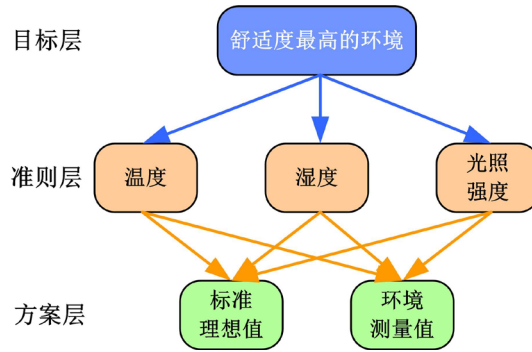 目标层
舒适度最高的环境
准则层
温度
湿度
光照
强度
方案层
标准
理想值
环境
测量值